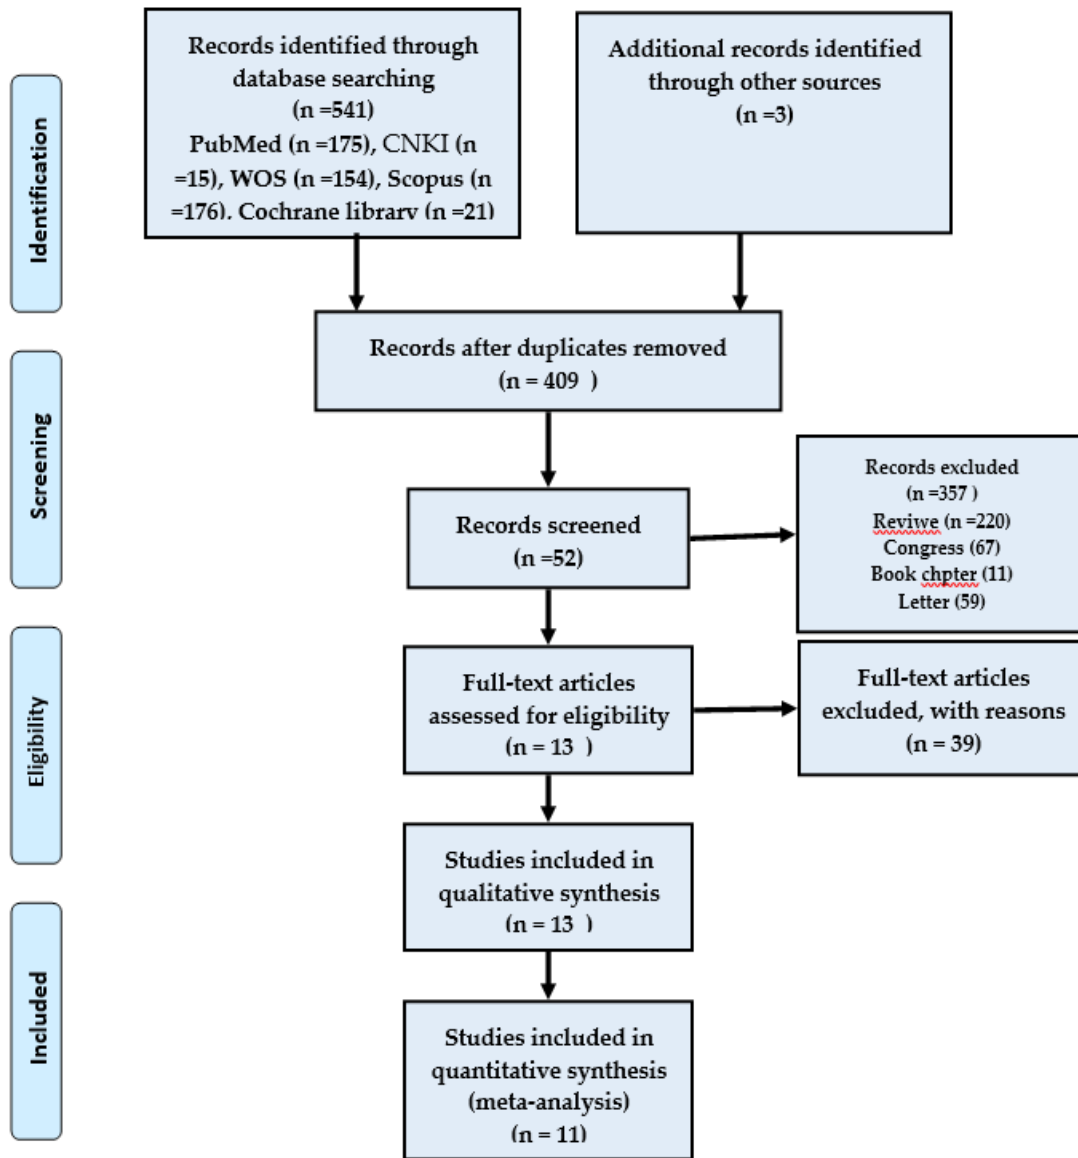 Records identified through
database searching
(n =541)
PubMed (n =175), CNKI (n
=15), WOS (n =154), Scopus (n
=176), Cochrane library (n =21)
Additional records identified
through other sources
(n =3)
Identification
Records after duplicates removed
(n = 409 )
Screening
Records screened
(n =52)
Records excluded
(n =357 )
Reviwe (n =220)
Congress (67)
Book chpter (11)
Letter (59)
Eligibility
Full-text articles
assessed for eligibility
(n = 13 )
Full-text articles
excluded, with reasons
(n = 39)
Studies included in
qualitative synthesis
(n = 13 )
Included
Studies included in
quantitative synthesis
(meta-analysis)
(n = 11)